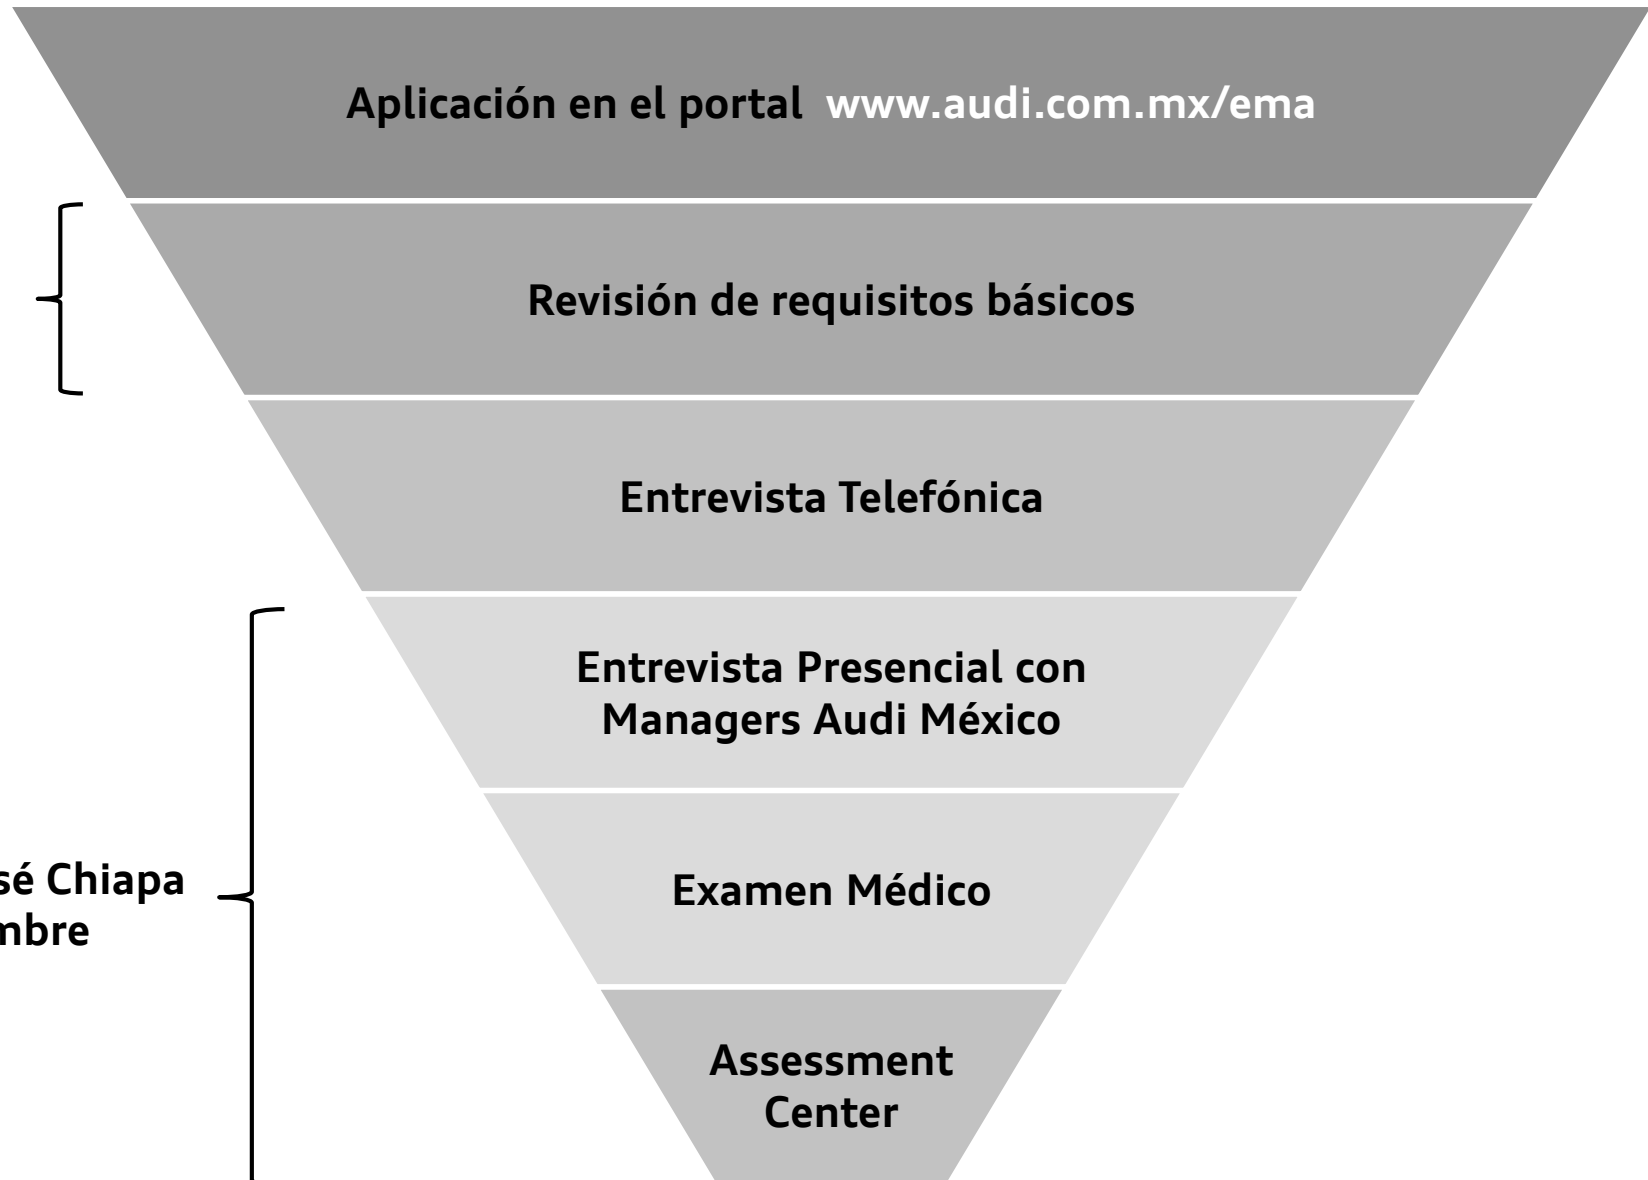 Aplicación en el portal www.audi.com.mx/ema
Revisión de requisitos básicos
Entrevista Telefónica
Entrevista Presencial con
Managers Audi México
Chiapa
Examen Médico
Assessment
Center